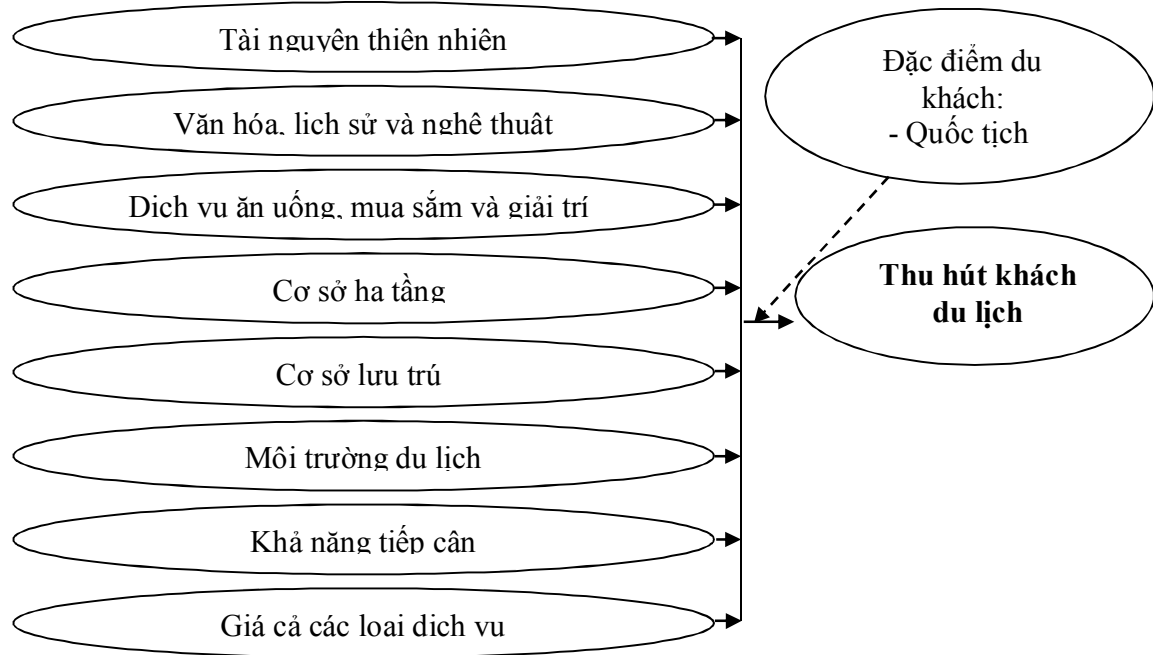 Tài nguyên thiên nhiên
Văn hóa, lịch sử và nghệ thuật
Dịch vụ ăn uống, mua sắm và giải trí
Cơ sở hạ tầng
Cơ sở lưu trú
Môi trường du lịch
Khả năng tiếp cận
Giá cả các loại dịch vụ
Đặc điểm du
khách:
- Quốc tịch
Thu hút khách
du lịch